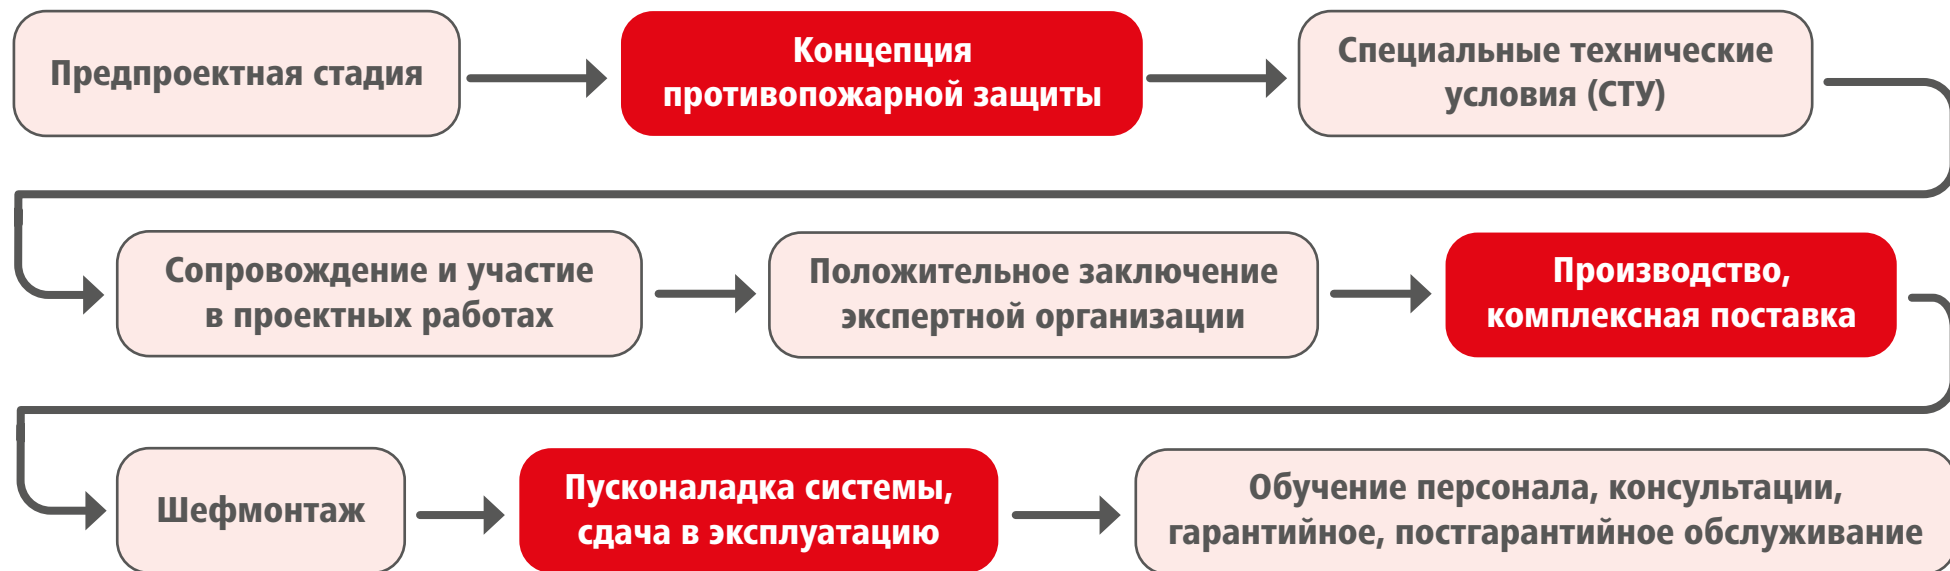 Предпроектная стадия
Концепция
противопожарной защиты
Специальные технические
условия (СТУ)
Сопровождение и участие
в проектных работах
Положительное заключение
экспертной организации
Производство,
комплексная поставка
Шефмонтаж
Пусконаладка системы,
сдача в эксплуатацию
Обучение персонала, консультации,
гарантийное, постгарантийное обслуживание